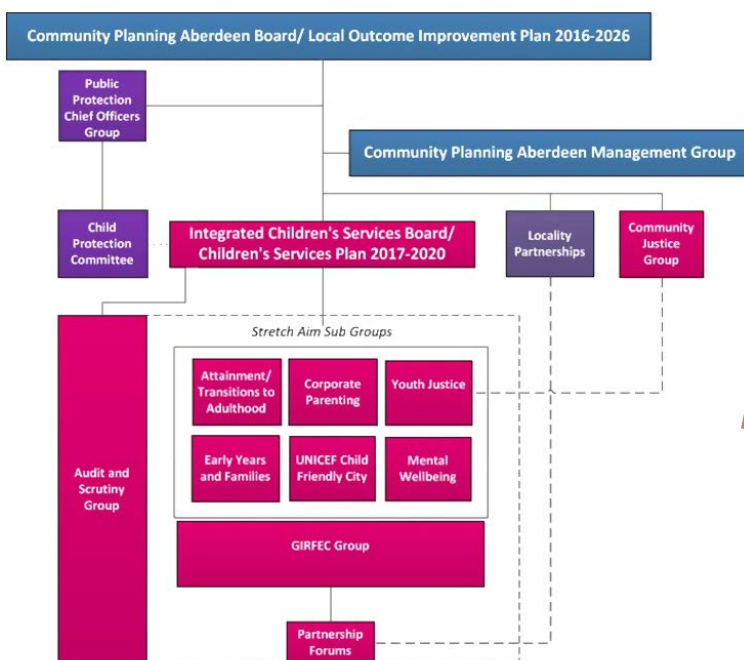 Community Planning Aberdeen Board/ Local Outcome Improvement Plan 2016-2026
Public
Protection
Chief Officers
Group
Community Planning Aberdeen Management Group
Child
Protection
Committee
Integrated Children's Services Board/
Children's Services Plan 2017-2020
Locality
Partnerships
Community
Justice
Group
Stretch Aim Sub Groups
Attainment/
Transitions to
Adulthood
Corporate
Parenting
Youth Justice
Early Years
and Families
UNICEF Child
Friendly City
Mental
Wellbeing
Audit and
Scrutiny
Group
GIRFEC Group
Partnership
Forums